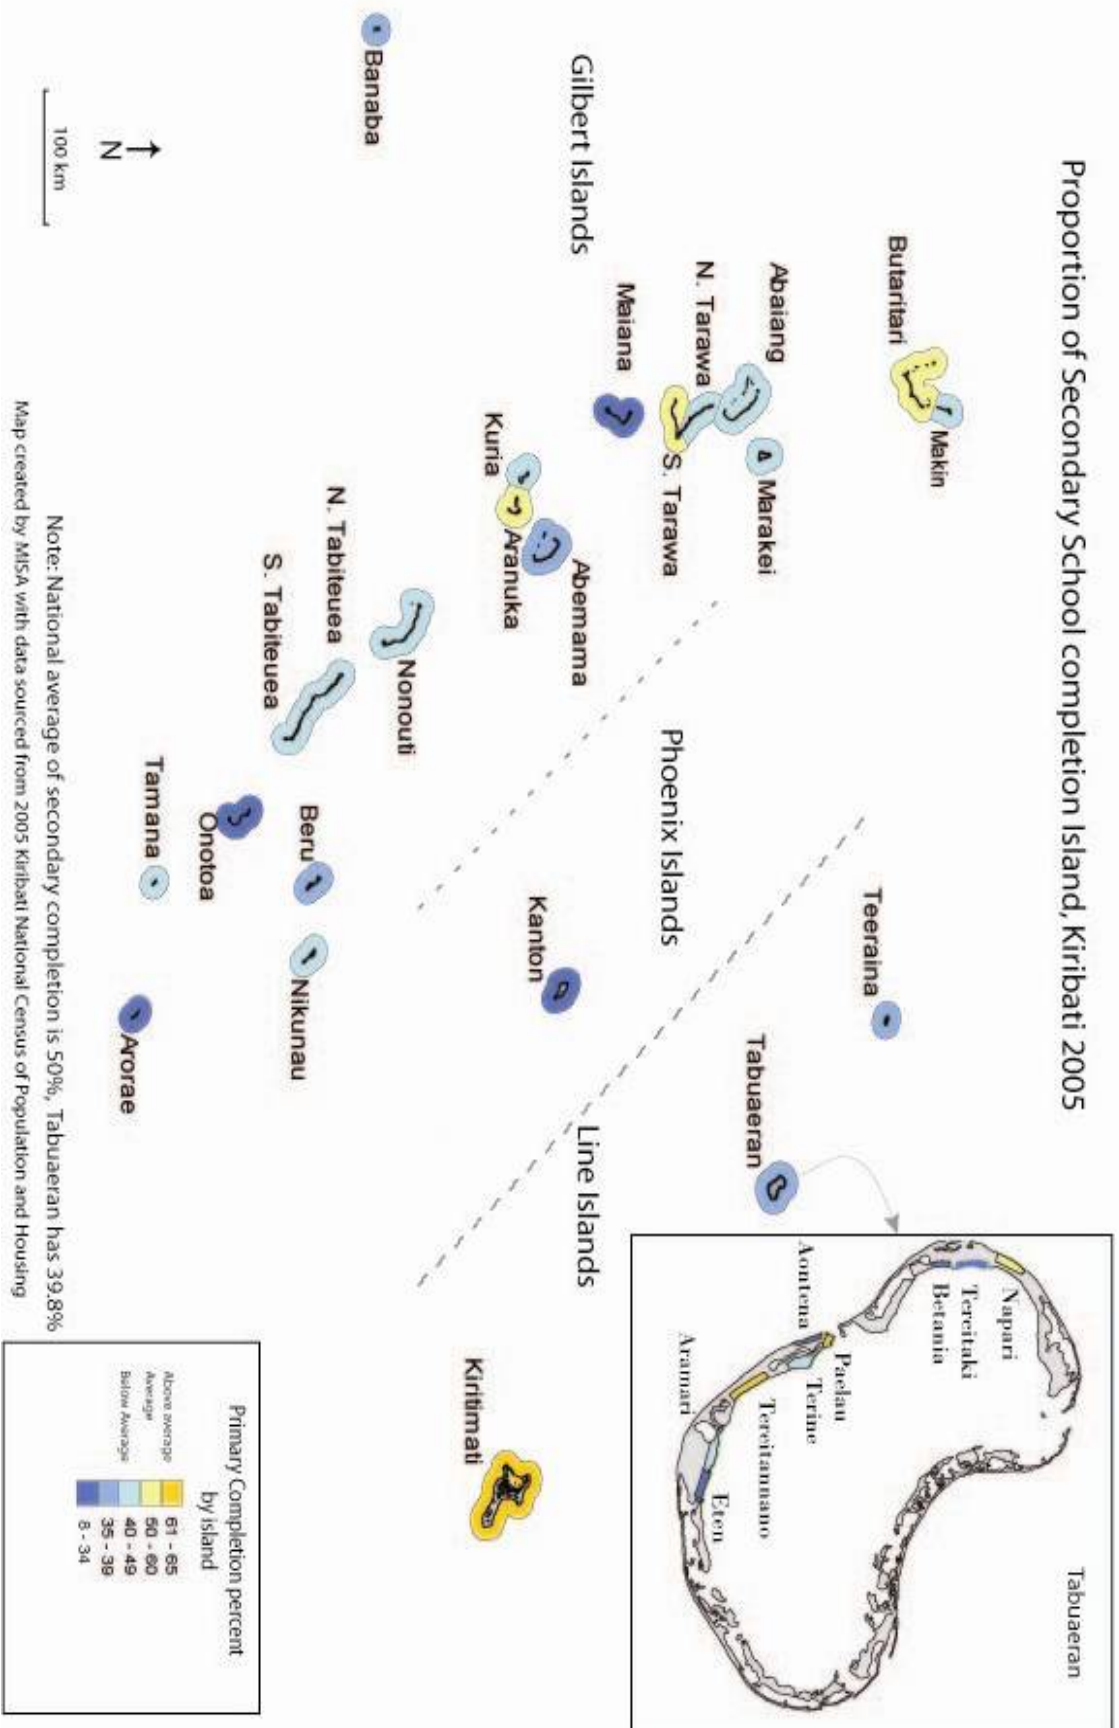 Proportion of Secondary School completion Island, Kiribati 2005
Tabuaeran
Butaritari
Makin
Teeraina
Napari
Tereitaki
Betania
Abaiang
Marakei
Tabuaeran
Aontena
Paelau
Terine
Tereitannano
N. Tarawa
S. Tarawa
Phoenix Islands
Aramari
Eten
Maiana
Gilbert Islands
Abemama
Line Islands
Kuria
Aranuka
Kanton
Kiritimati
Banaba
Nonouti
N. Tabiteuea
S. Tabiteuea
Beru
Nikunau
Onotoa
Tamana
Arorae
N
100 km
Primary Completion percent
by island
Above average 61 - 65
Average 50 - 60
Below Average 40 - 49
35 - 39
8 - 34
Note: National average of secondary completion is 50%, Tabuaeran has 39.8%
Map created by MISA with data sourced from 2005 Kiribati National Census of Population and Housing